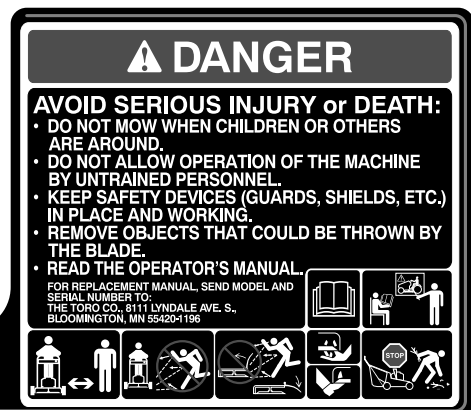 DANGER
AVOID SERIOUS INJURY or DEATH:
• DO NOT MOW WHEN CHILDREN OR OTHERS
ARE AROUND.
• DO NOT ALLOW OPERATION OF THE MACHINE
BY UNTRAINED PERSONNEL.
• KEEP SAFETY DEVICES (GUARDS, SHIELDS, ETC.)
IN PLACE AND WORKING.
• REMOVE OBJECTS THAT COULD BE THROWN BY
THE BLADE.
• READ THE OPERATOR'S MANUAL.
FOR REPLACEMENT MANUAL, SEND MODEL AND
SERIAL NUMBER TO:
THE TORO CO., 8111 LYNDALE AVE. S.,
BLOOMINGTON, MN 55420-1196
STOP